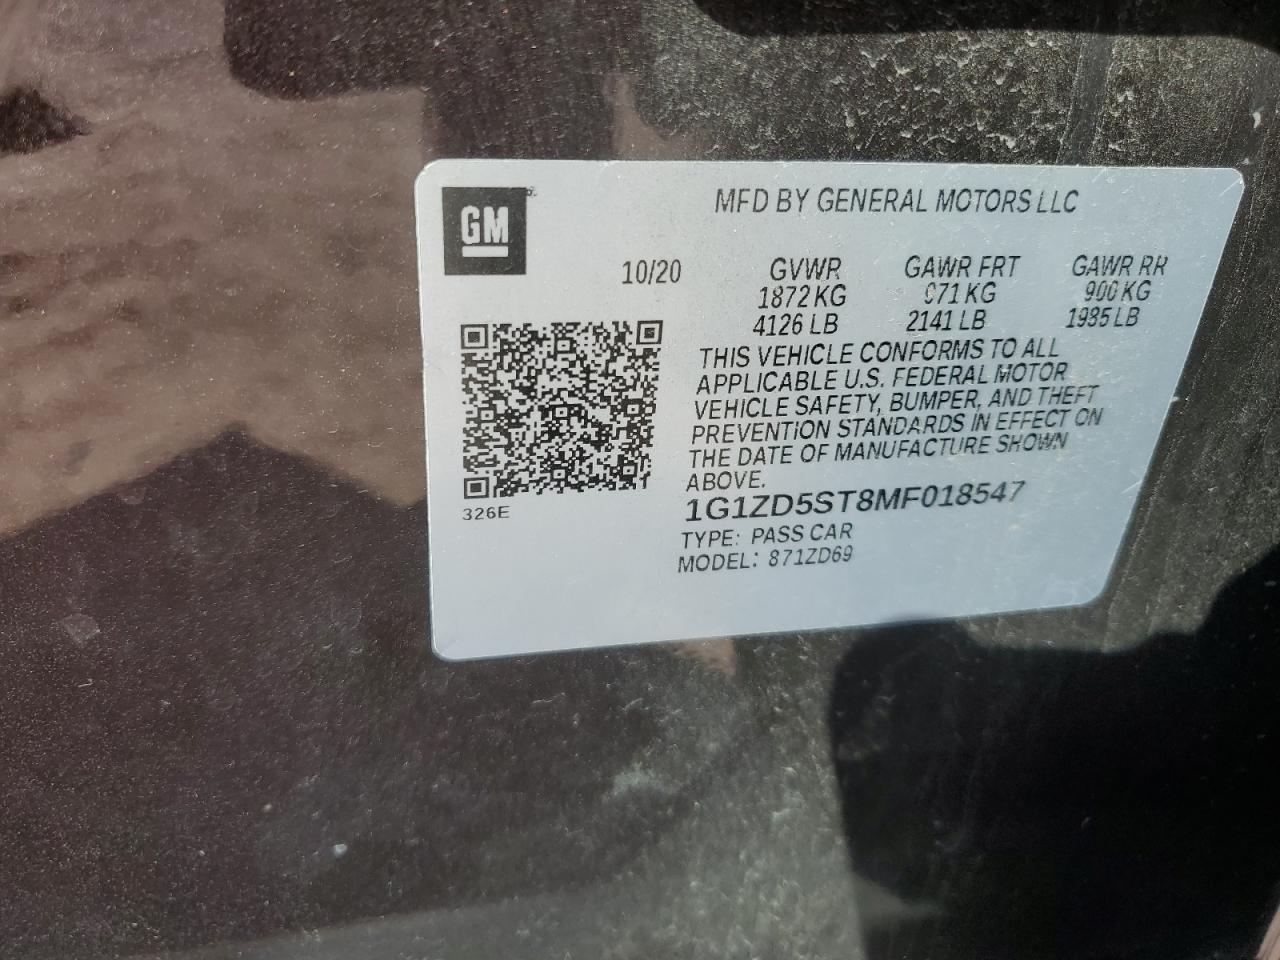 GM
MFD BY GENERAL MOTORS LLC
10/20 GVWR GAWR FRT GAWR RR
1872 KG 971 KG 900 KG
4126 LB 2141 LB 1985 LB
THIS VEHICLE CONFORMS TO ALL
APPLICABLE U.S. FEDERAL MOTOR
VEHICLE SAFETY, BUMPER, AND THEFT
PREVENTION STANDARDS IN EFFECT ON
THE DATE OF MANUFACTURE SHOWN
ABOVE.
326E
1G1ZD5ST8MF018547
TYPE: PASS CAR
MODEL: 871ZD69